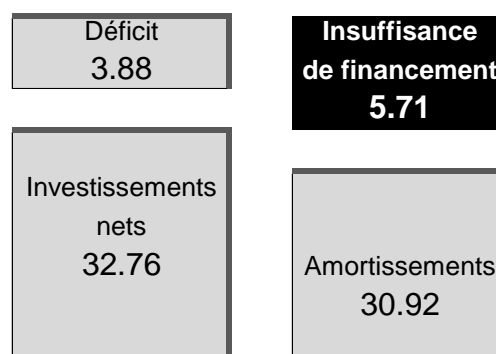 Déficit
3.88
Insuffisance
de financement
5.71
Investissements
nets
32.76
Amortissements
30.92